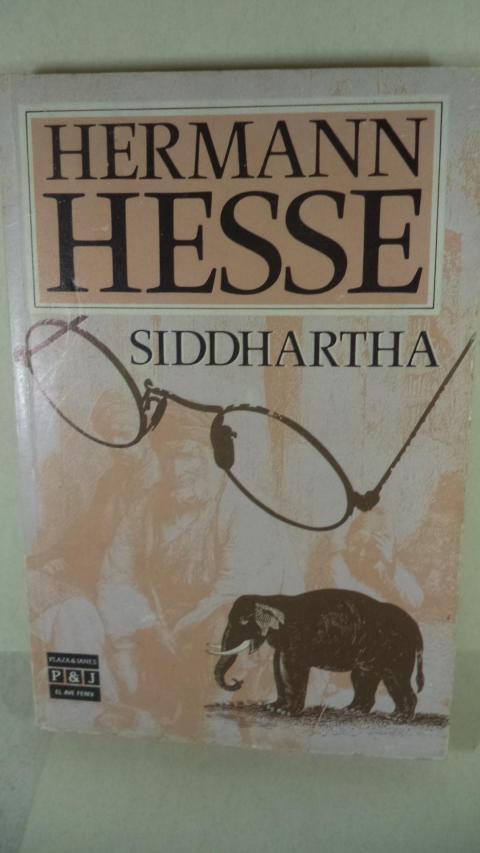 HERMANN
HESSE
SIDDHARTHA
PLAZA & JANES
P & J
EL AVE FENIX